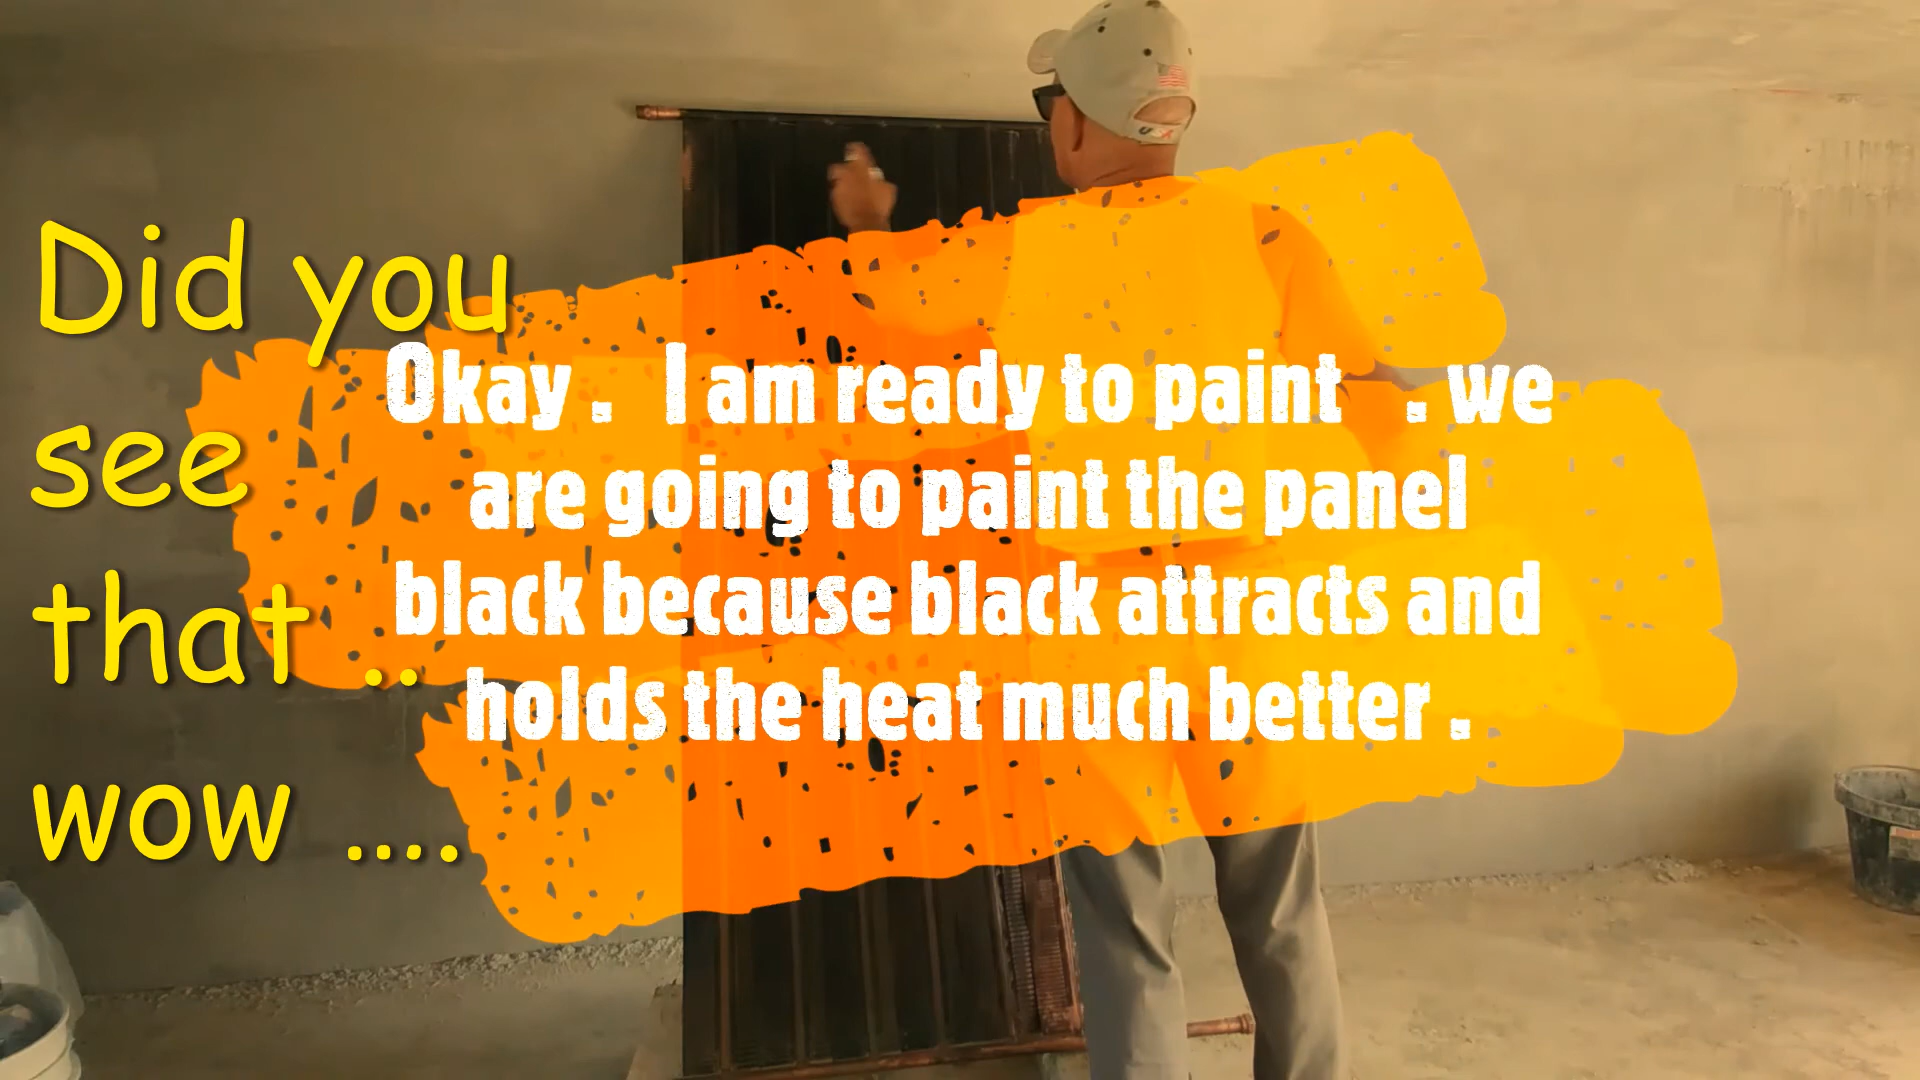 Did you
see
that ..
wow ....
Okay . I am ready to paint . we
are going to paint the panel
black because black attracts and
holds the heat much better .
USA